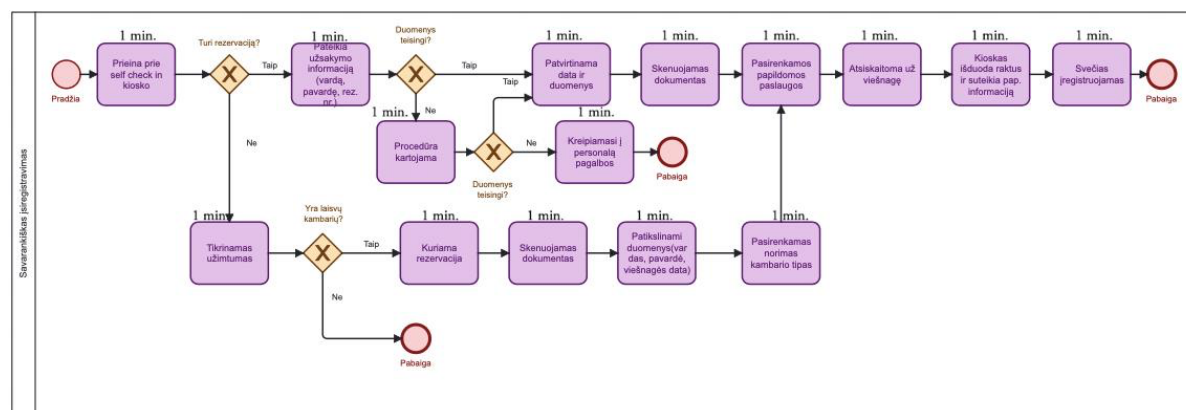 Savarankiškas įsiregistravimas
Pradžia
1 min.
Prieina prie
self check in
kiosko
Turi rezervaciją?
Taip
Ne
1 min.
Pateikia
užsakymo
informaciją
(vardą,
pavardę, rez.
nr.)
Duomenys
teisingi?
Taip
Ne
1 min.
Procedūra
kartojama
Duomenys
teisingi?
Taip
Ne
1 min.
Kreipiamasi į
personalą
pagalbos
Pabaiga
1 min.
Patvirtinama
data ir
duomenys
1 min.
Skenuojamas
dokumentas
1 min.
Pasirenkamos
papildomos
paslaugos
1 min.
Atsiskaitoma už
viešnagę
1 min.
Kioskas
išduoda raktus
ir suteikia pap.
informaciją
1 min.
Svečias
įregistruojamas
Pabaiga
1 min.
Tikrinamas
užimtumas
Yra laisvų
kambarių?
Taip
Ne
Pabaiga
1 min.
Kuriama
rezervacija
1 min.
Skenuojamas
dokumentas
1 min.
Patikslinami
duomenys(var
das, pavardė,
viešnagės data)
1 min.
Pasirenkamas
norimas
kambario tipas